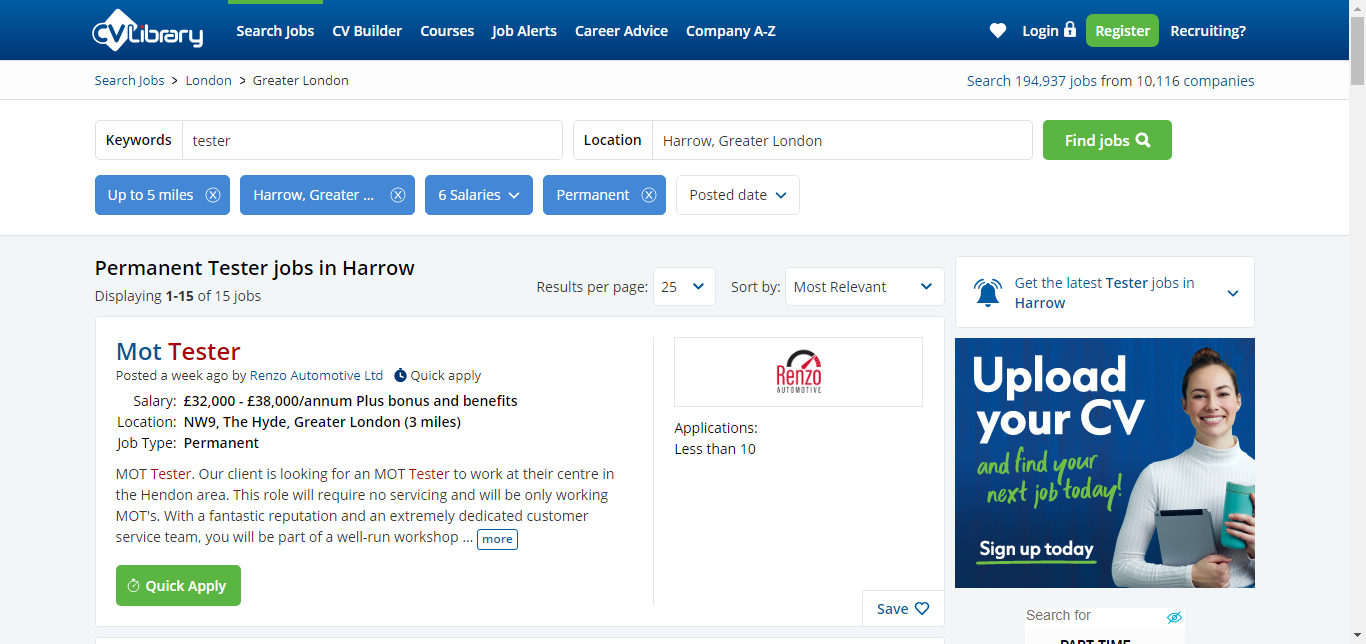 CVLibrary
Search Jobs
CV Builder
Courses
Job Alerts
Career Advice
Company A-Z
Login
Register
Recruiting?
Search Jobs > London > Greater London
Search 194,937 jobs from 10,116 companies
Keywords
tester
Location
Harrow, Greater London
Find jobs
Up to 5 miles
Harrow, Greater ...
6 Salaries
Permanent
Posted date
Permanent Tester jobs in Harrow
Displaying 1-15 of 15 jobs
Results per page: 25
Sort by: Most Relevant
Mot Tester
Posted a week ago by Renzo Automotive Ltd Quick apply
Salary: £32,000 - £38,000/annum Plus bonus and benefits
Location: NW9, The Hyde, Greater London (3 miles)
Job Type: Permanent
MOT Tester. Our client is looking for an MOT Tester to work at their centre in
the Hendon area. This role will require no servicing and will be only working
MOT's. With a fantastic reputation and an extremely dedicated customer
service team, you will be part of a well-run workshop ... more
Quick Apply
Renzo
AUTOMOTIVE
Applications:
Less than 10
Save
Get the latest Tester jobs in
Harrow
Upload
your CV
and find your
next job today!
Sign up today
Search for
PART TIME